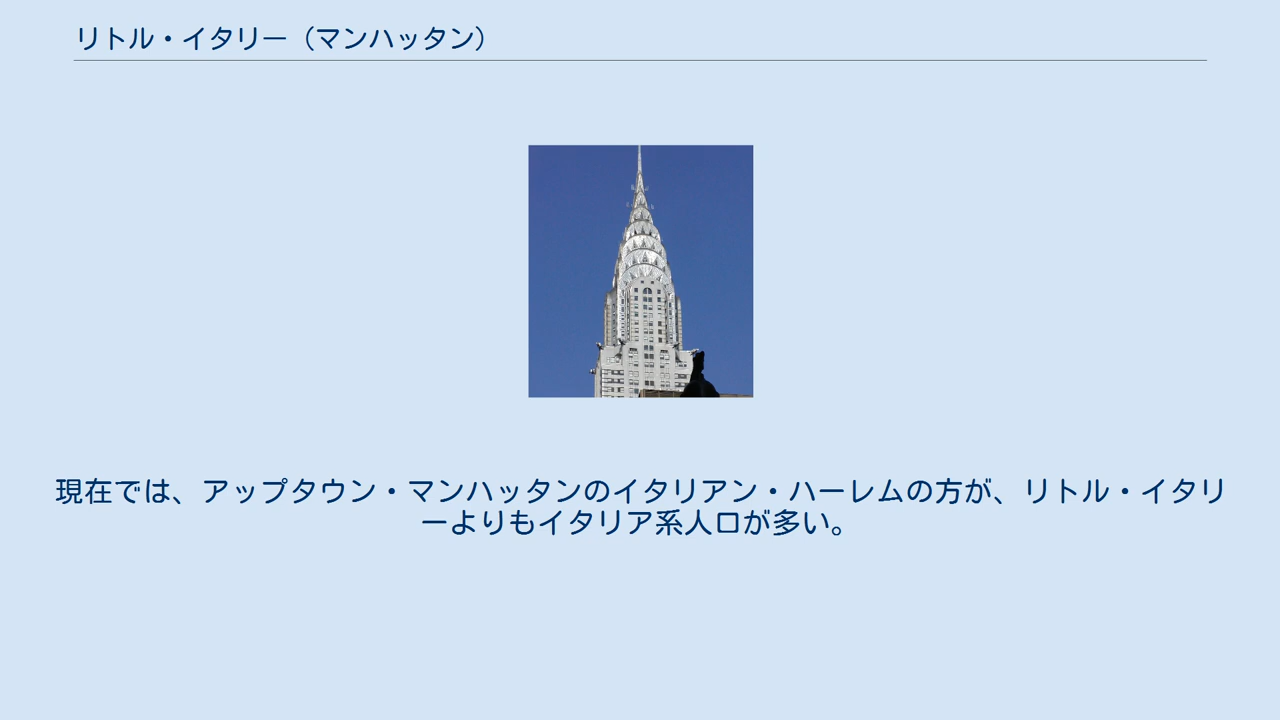 リトル・イタリー（マンハッタン）
現在では、アップタウン・マンハッタンのイタリアン・ハーレムの方が、リトル・イタリ
ーよりもイタリア系人口が多い。